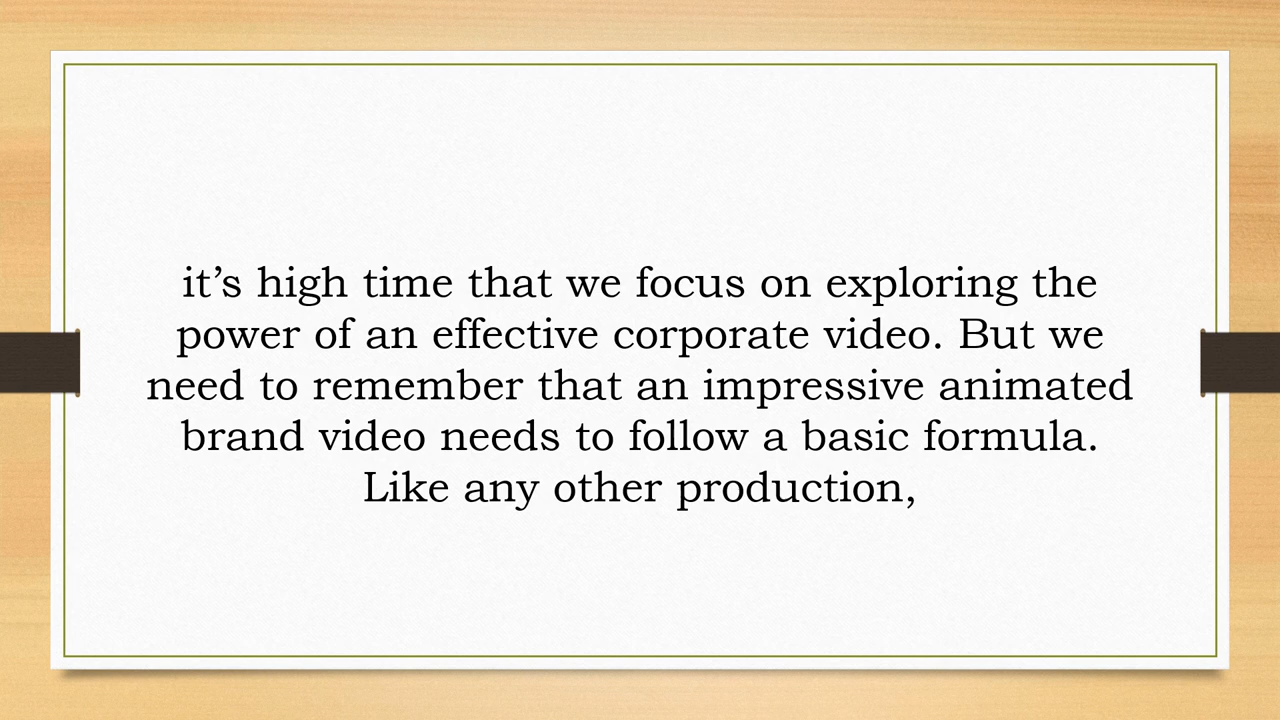 it’s high time that we focus on exploring the
power of an effective corporate video. But we
need to remember that an impressive animated
brand video needs to follow a basic formula.
Like any other production,